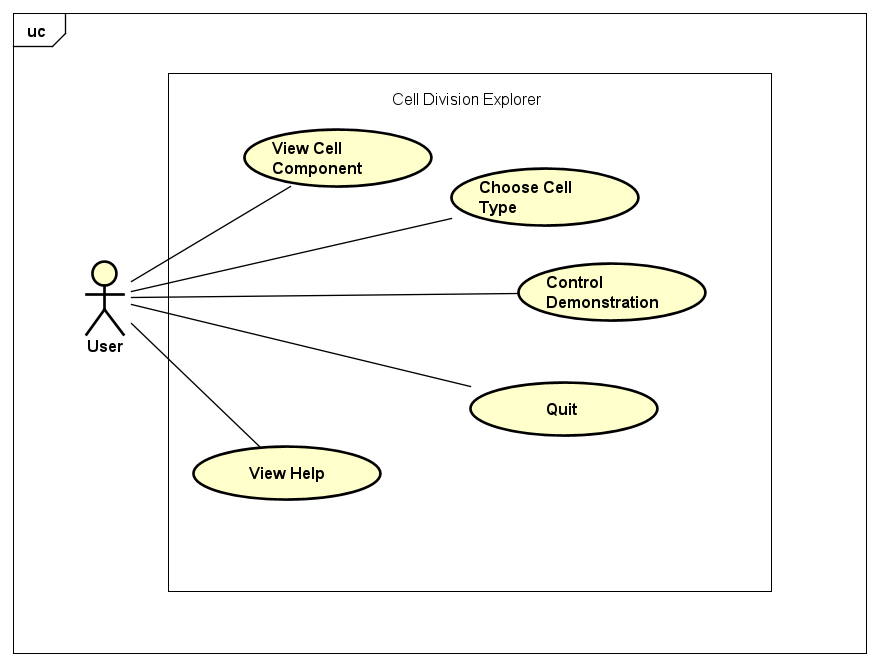 uc
Cell Division Explorer
View Cell
Component
Choose Cell
Type
Control
Demonstration
User
Quit
View Help